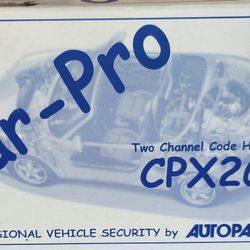 ar-Pro
Two Channel Code H
CPX20
SIONAL VEHICLE SECURITY by AUTOPA